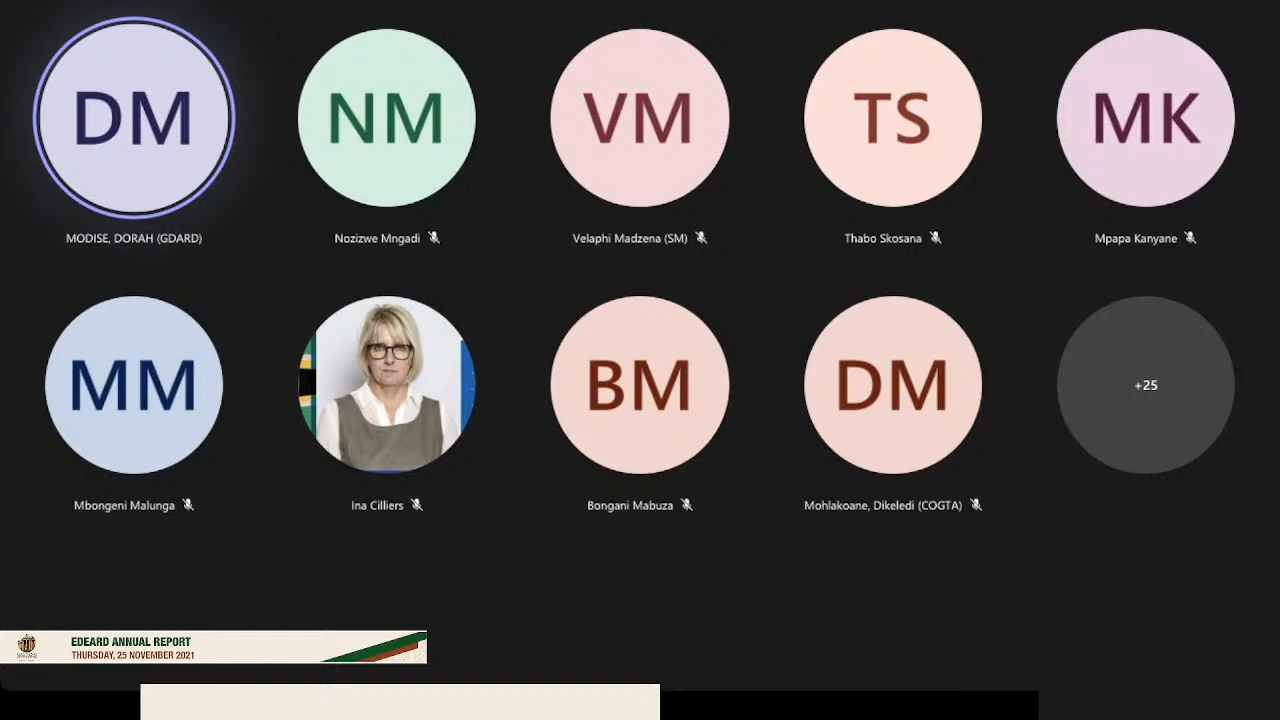 DM
NM
VM
TS
MK
MODISE, DORAH (GDARD)
Nozizwe Mngadi
Velaphi Madzena (SM)
Thabo Skosana
Mpapa Kanyane
MM
BM
DM
+25
Mbongeni Malunga
Ina Cilliers
Bongani Mabuza
Mohlakoane, Dikeledi (COGTA)
EDEARD ANNUAL REPORT
THURSDAY, 25 NOVEMBER 2021